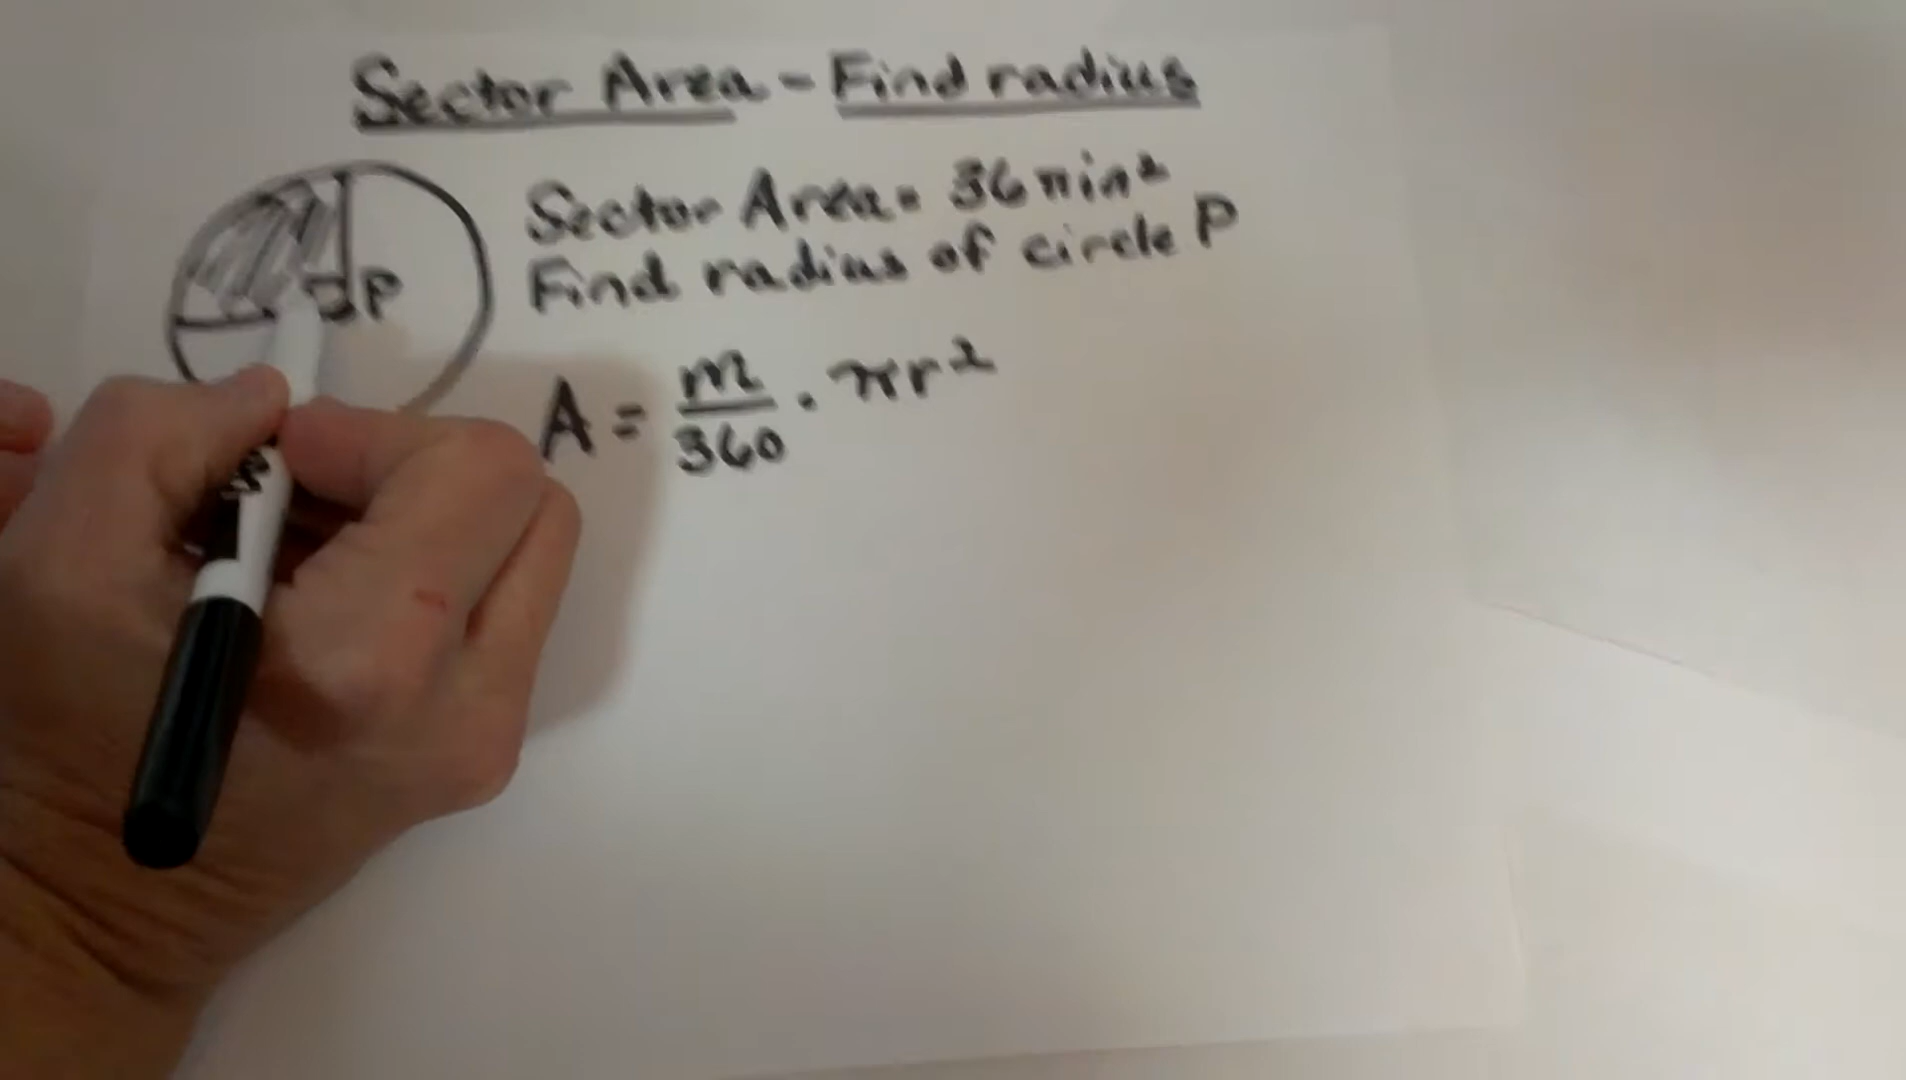 Sector Area - Find radius
Sector Area = 36πin²
Find radius of circle P
P
A = m/360 · πr²